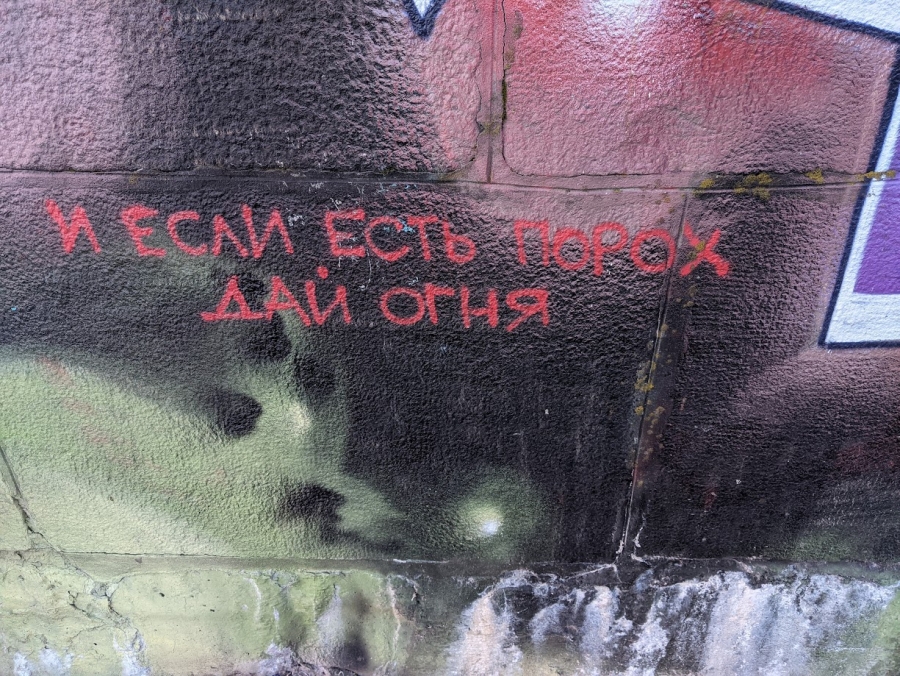 И ЕСЛИ ЕСТЬ ПОРОХ
ДАЙ ОГНЯ